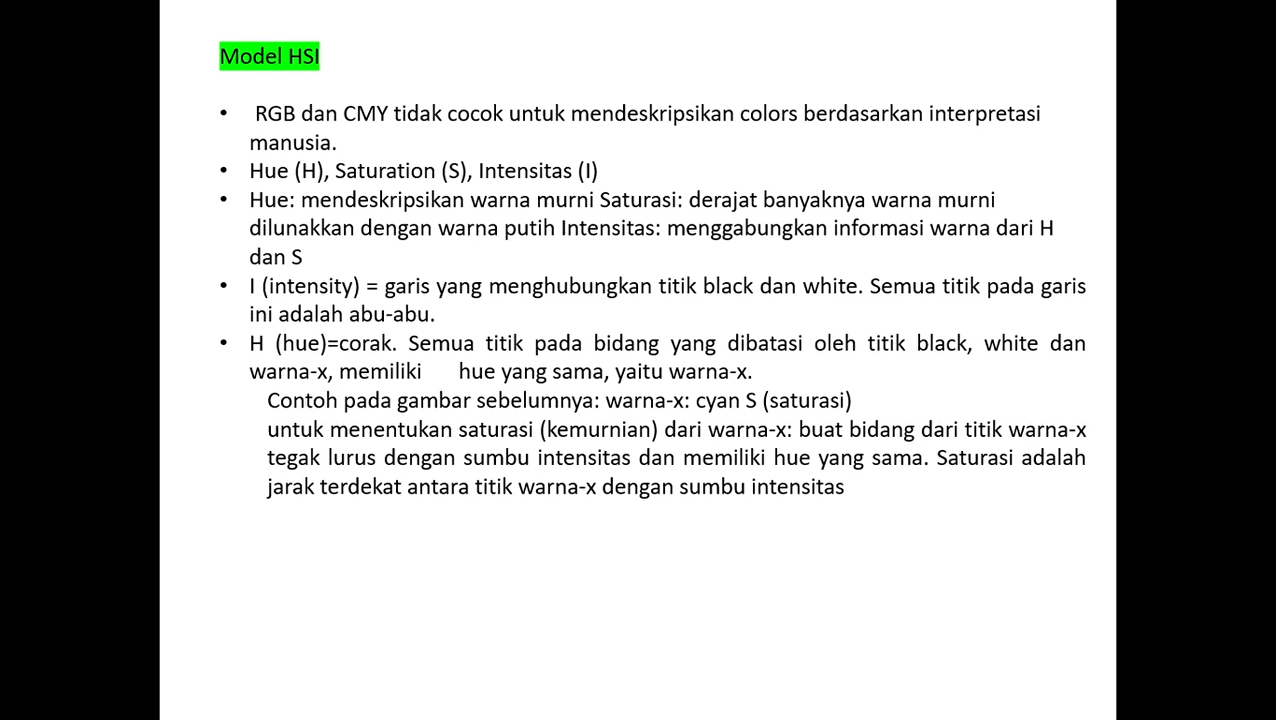 Model HSI
• RGB dan CMY tidak cocok untuk mendeskripsikan colors berdasarkan interpretasi
manusia.
• Hue (H), Saturation (S), Intensitas (I)
• Hue: mendeskripsikan warna murni Saturasi: derajat banyaknya warna murni
dilunakkan dengan warna putih Intensitas: menggabungkan informasi warna dari H
dan S
• I (intensity) = garis yang menghubungkan titik black dan white. Semua titik pada garis
ini adalah abu-abu.
• H (hue)=corak. Semua titik pada bidang yang dibatasi oleh titik black, white dan
warna-x, memiliki hue yang sama, yaitu warna-x.
Contoh pada gambar sebelumnya: warna-x: cyan S (saturasi)
untuk menentukan saturasi (kemurnian) dari warna-x: buat bidang dari titik warna-x
tegak lurus dengan sumbu intensitas dan memiliki hue yang sama. Saturasi adalah
jarak terdekat antara titik warna-x dengan sumbu intensitas